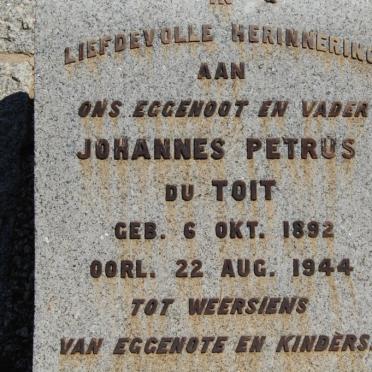 IN
LIEFDEVOLLE HERINNERING
AAN
ONS EGGENOOT EN VADER
JOHANNES PETRUS
DU TOIT
GEB. 6 OKT. 1892
OORL. 22 AUG. 1944
TOT WEERSIENS
VAN EGGENOTE EN KINDERS.